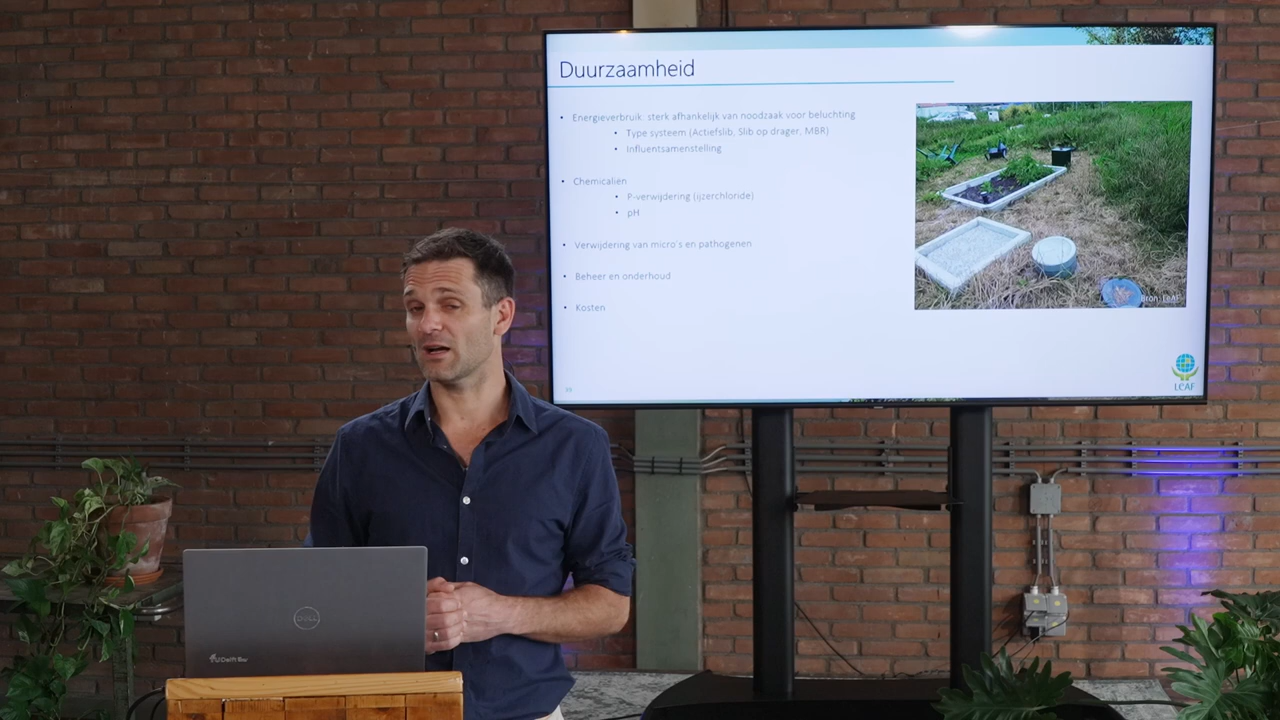 Duurzaamheid
• Energieverbruik: sterk afhankelijk van noodzaak voor beluchting
• Type systeem (Actiefslib, Slib op drager, MBR)
• Influentsamenstelling
• Chemicaliën
• P-verwijdering (ijzerchloride)
• pH
• Verwijdering van micro's en pathogenen
• Beheer en onderhoud
• Kosten
Bron: LeAF
LeAF
DELL
TU Delft